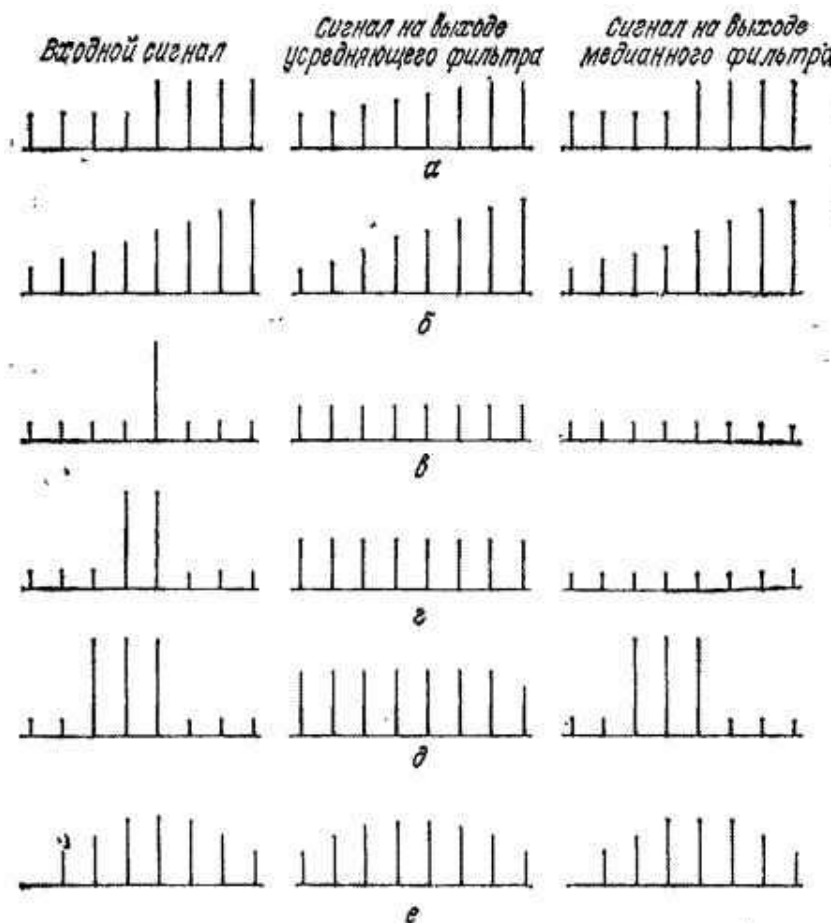 Входной сигнал
Сигнал на выходе
усредняющего фильтра
Сигнал на выходе
медианного фильтра
а
б
в
г
д
е